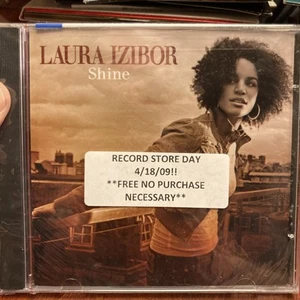 LAURA IZIBOR
Shine
RECORD STORE DAY
4/18/09!!
**FREE NO PURCHASE
NECESSARY**